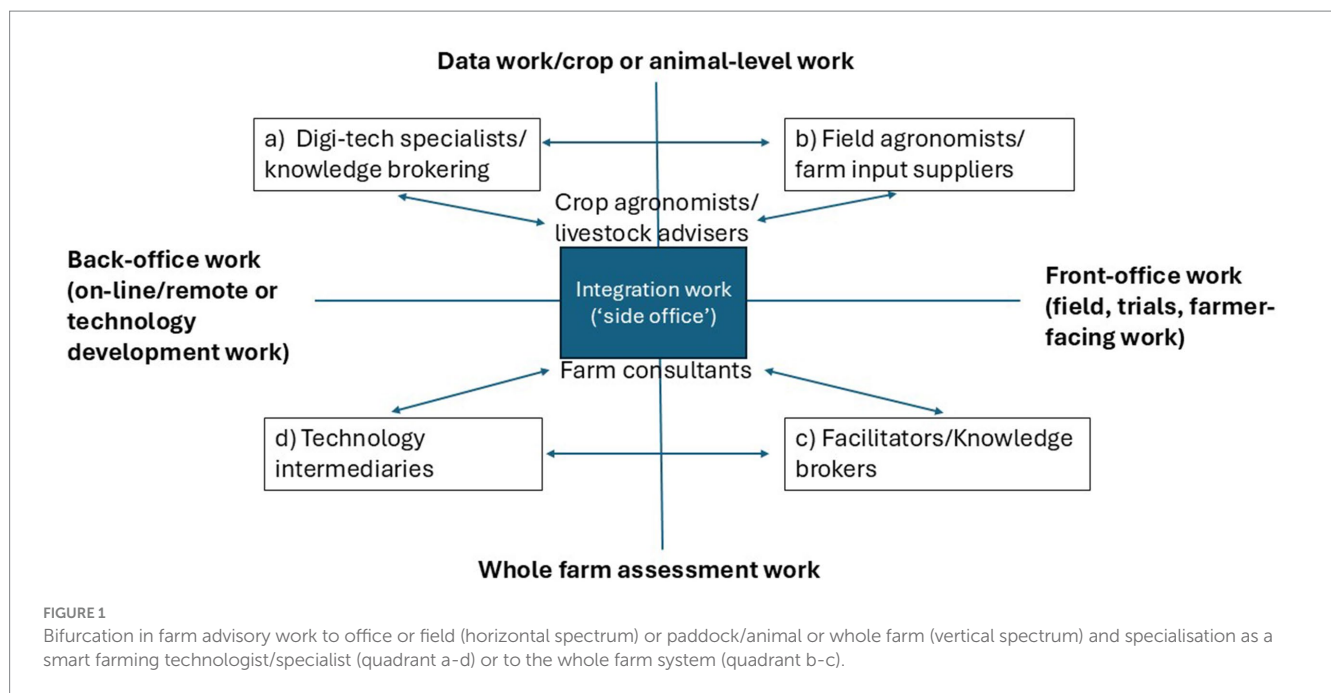 Data work/crop or animal-level work
a) Digi-tech specialists/
knowledge brokering
b) Field agronomists/
farm input suppliers
Crop agronomists/
livestock advisers
Back-office work
(on-line/remote or
technology
development work)
Integration work
(‘side office’)
Front-office work
(field, trials, farmer-
facing work)
Farm consultants
d) Technology
intermediaries
c) Facilitators/Knowledge
brokers
Whole farm assessment work
FIGURE 1
Bifurcation in farm advisory work to office or field (horizontal spectrum) or paddock/animal or whole farm (vertical spectrum) and specialisation as a
smart farming technologist/specialist (quadrant a-d) or to the whole farm system (quadrant b-c).